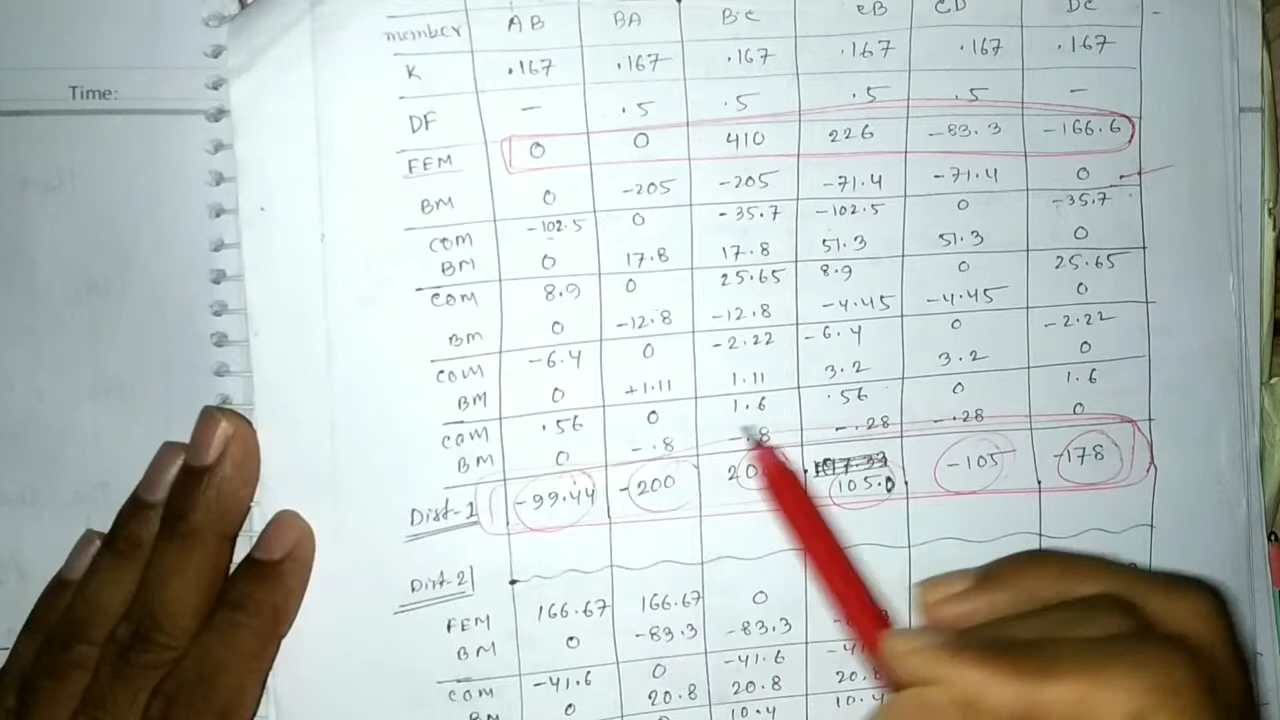 Time:
member AB BA BC CB CD DC
K .167 .167 .167 .167 .167 .167
DF - .5 .5 .5 .5 -
FEM 0 0 410 226 -83.3 -166.6
BM 0 -205 -205 -71.4 -71.4 0
COM -102.5 0 -35.7 -102.5 0 -35.7
BM 0 17.8 17.8 51.3 51.3 0
COM 8.9 0 25.65 8.9 0 25.65
BM 0 -12.8 -12.8 -4.45 -4.45 0
COM -6.4 0 -2.22 -6.4 0 -2.22
BM 0 +1.11 1.11 3.2 3.2 0
COM .56 0 1.6 .56 0 1.6
BM 0 -.8 -.8 -.28 -.28 0
Dist-1 -99.44 -200 105.0 -105 -178
Dist-2
FEM 166.67 166.67 0
BM 0 -83.3 -83.3
COM -41.6 0 -41.6
BM 0 20.8 20.8 20.8
10.4 10.4